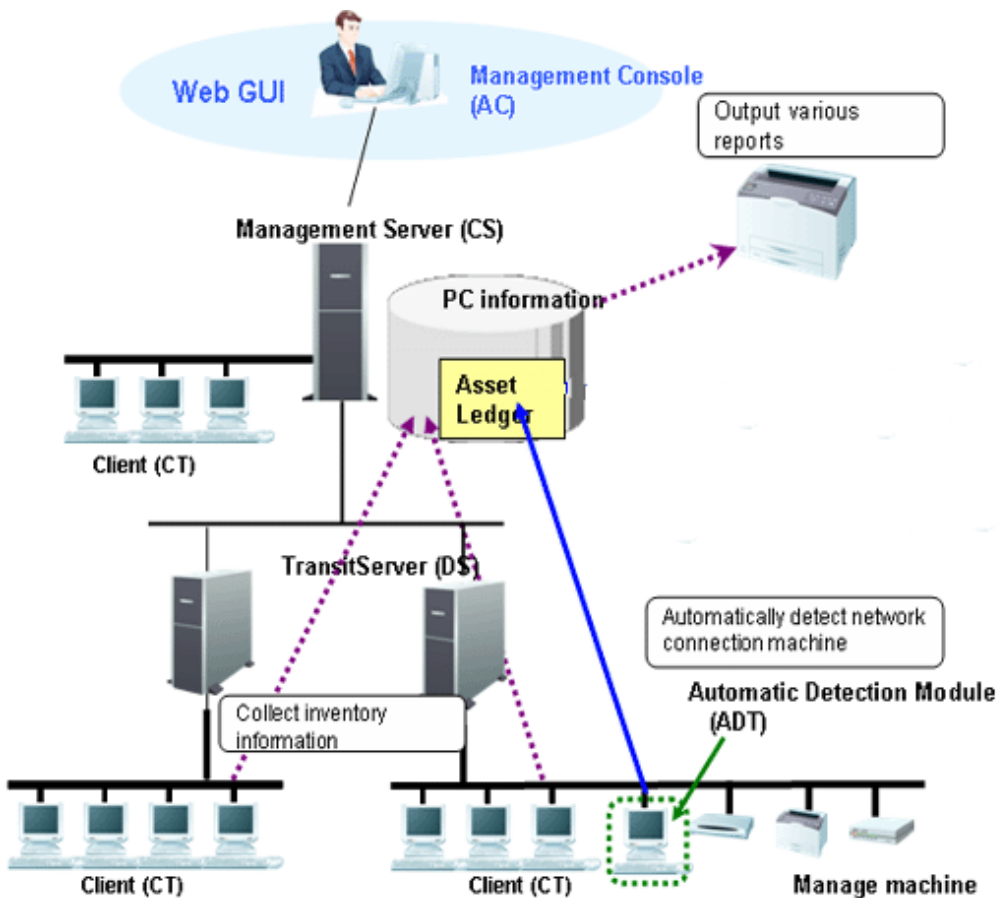 Web GUI
Management Console
(AC)
Output various
reports
Management Server (CS)
PC information
Asset
Ledger
Client (CT)
TransitServer (DS)
Automatically detect network
connection machine
Automatic Detection Module
(ADT)
Collect inventory
information
Client (CT)
Client (CT)
Manage machine